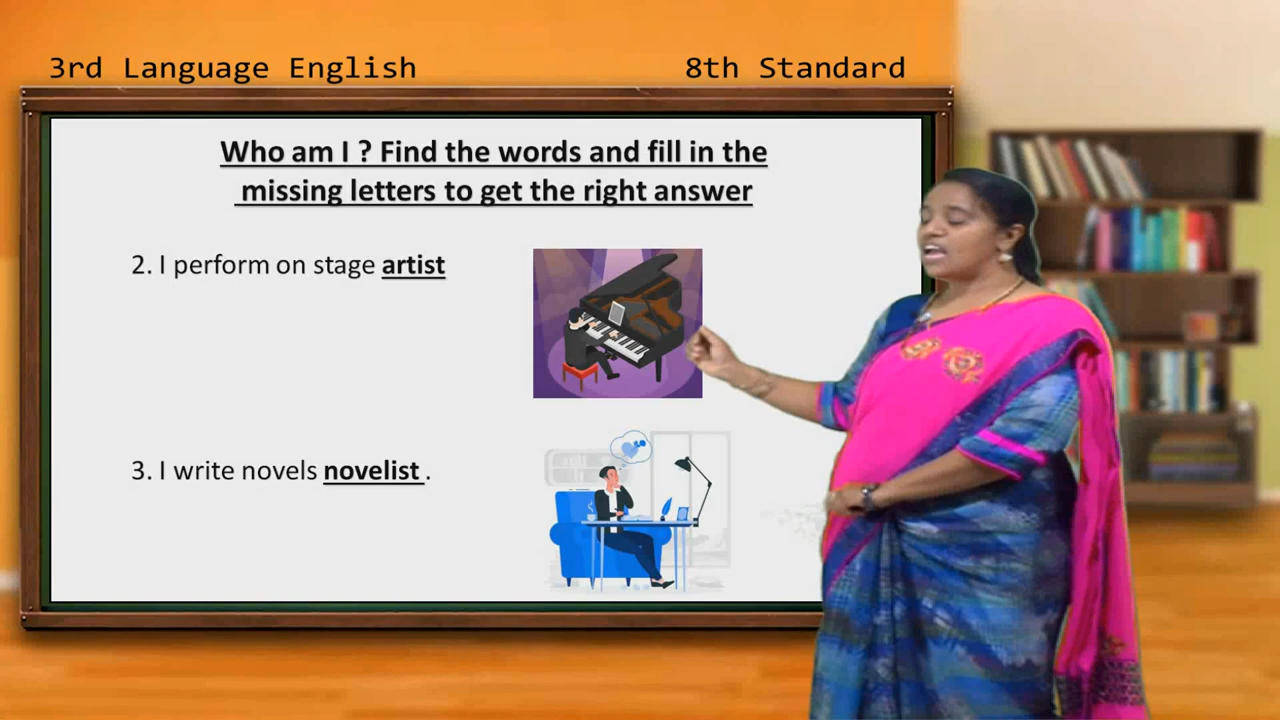 3rd Language English
8th Standard
Who am I ? Find the words and fill in the
missing letters to get the right answer
2. I perform on stage artist
3. I write novels novelist .